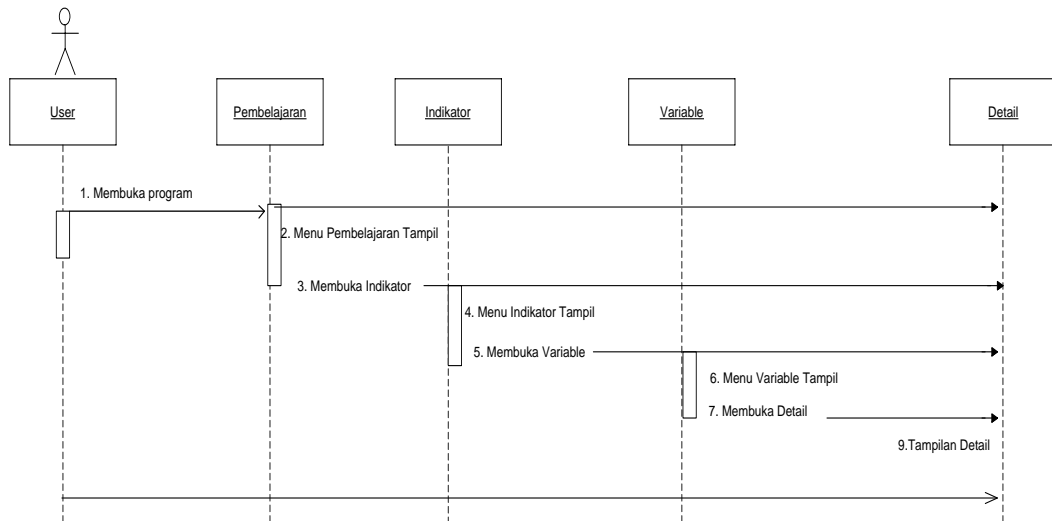 User
Pembelajaran
Indikator
Variable
Detail
1. Membuka program
2. Menu Pembelajaran Tampil
3. Membuka Indikator
4. Menu Indikator Tampil
5. Membuka Variable
6. Menu Variable Tampil
7. Membuka Detail
9.Tampilan Detail